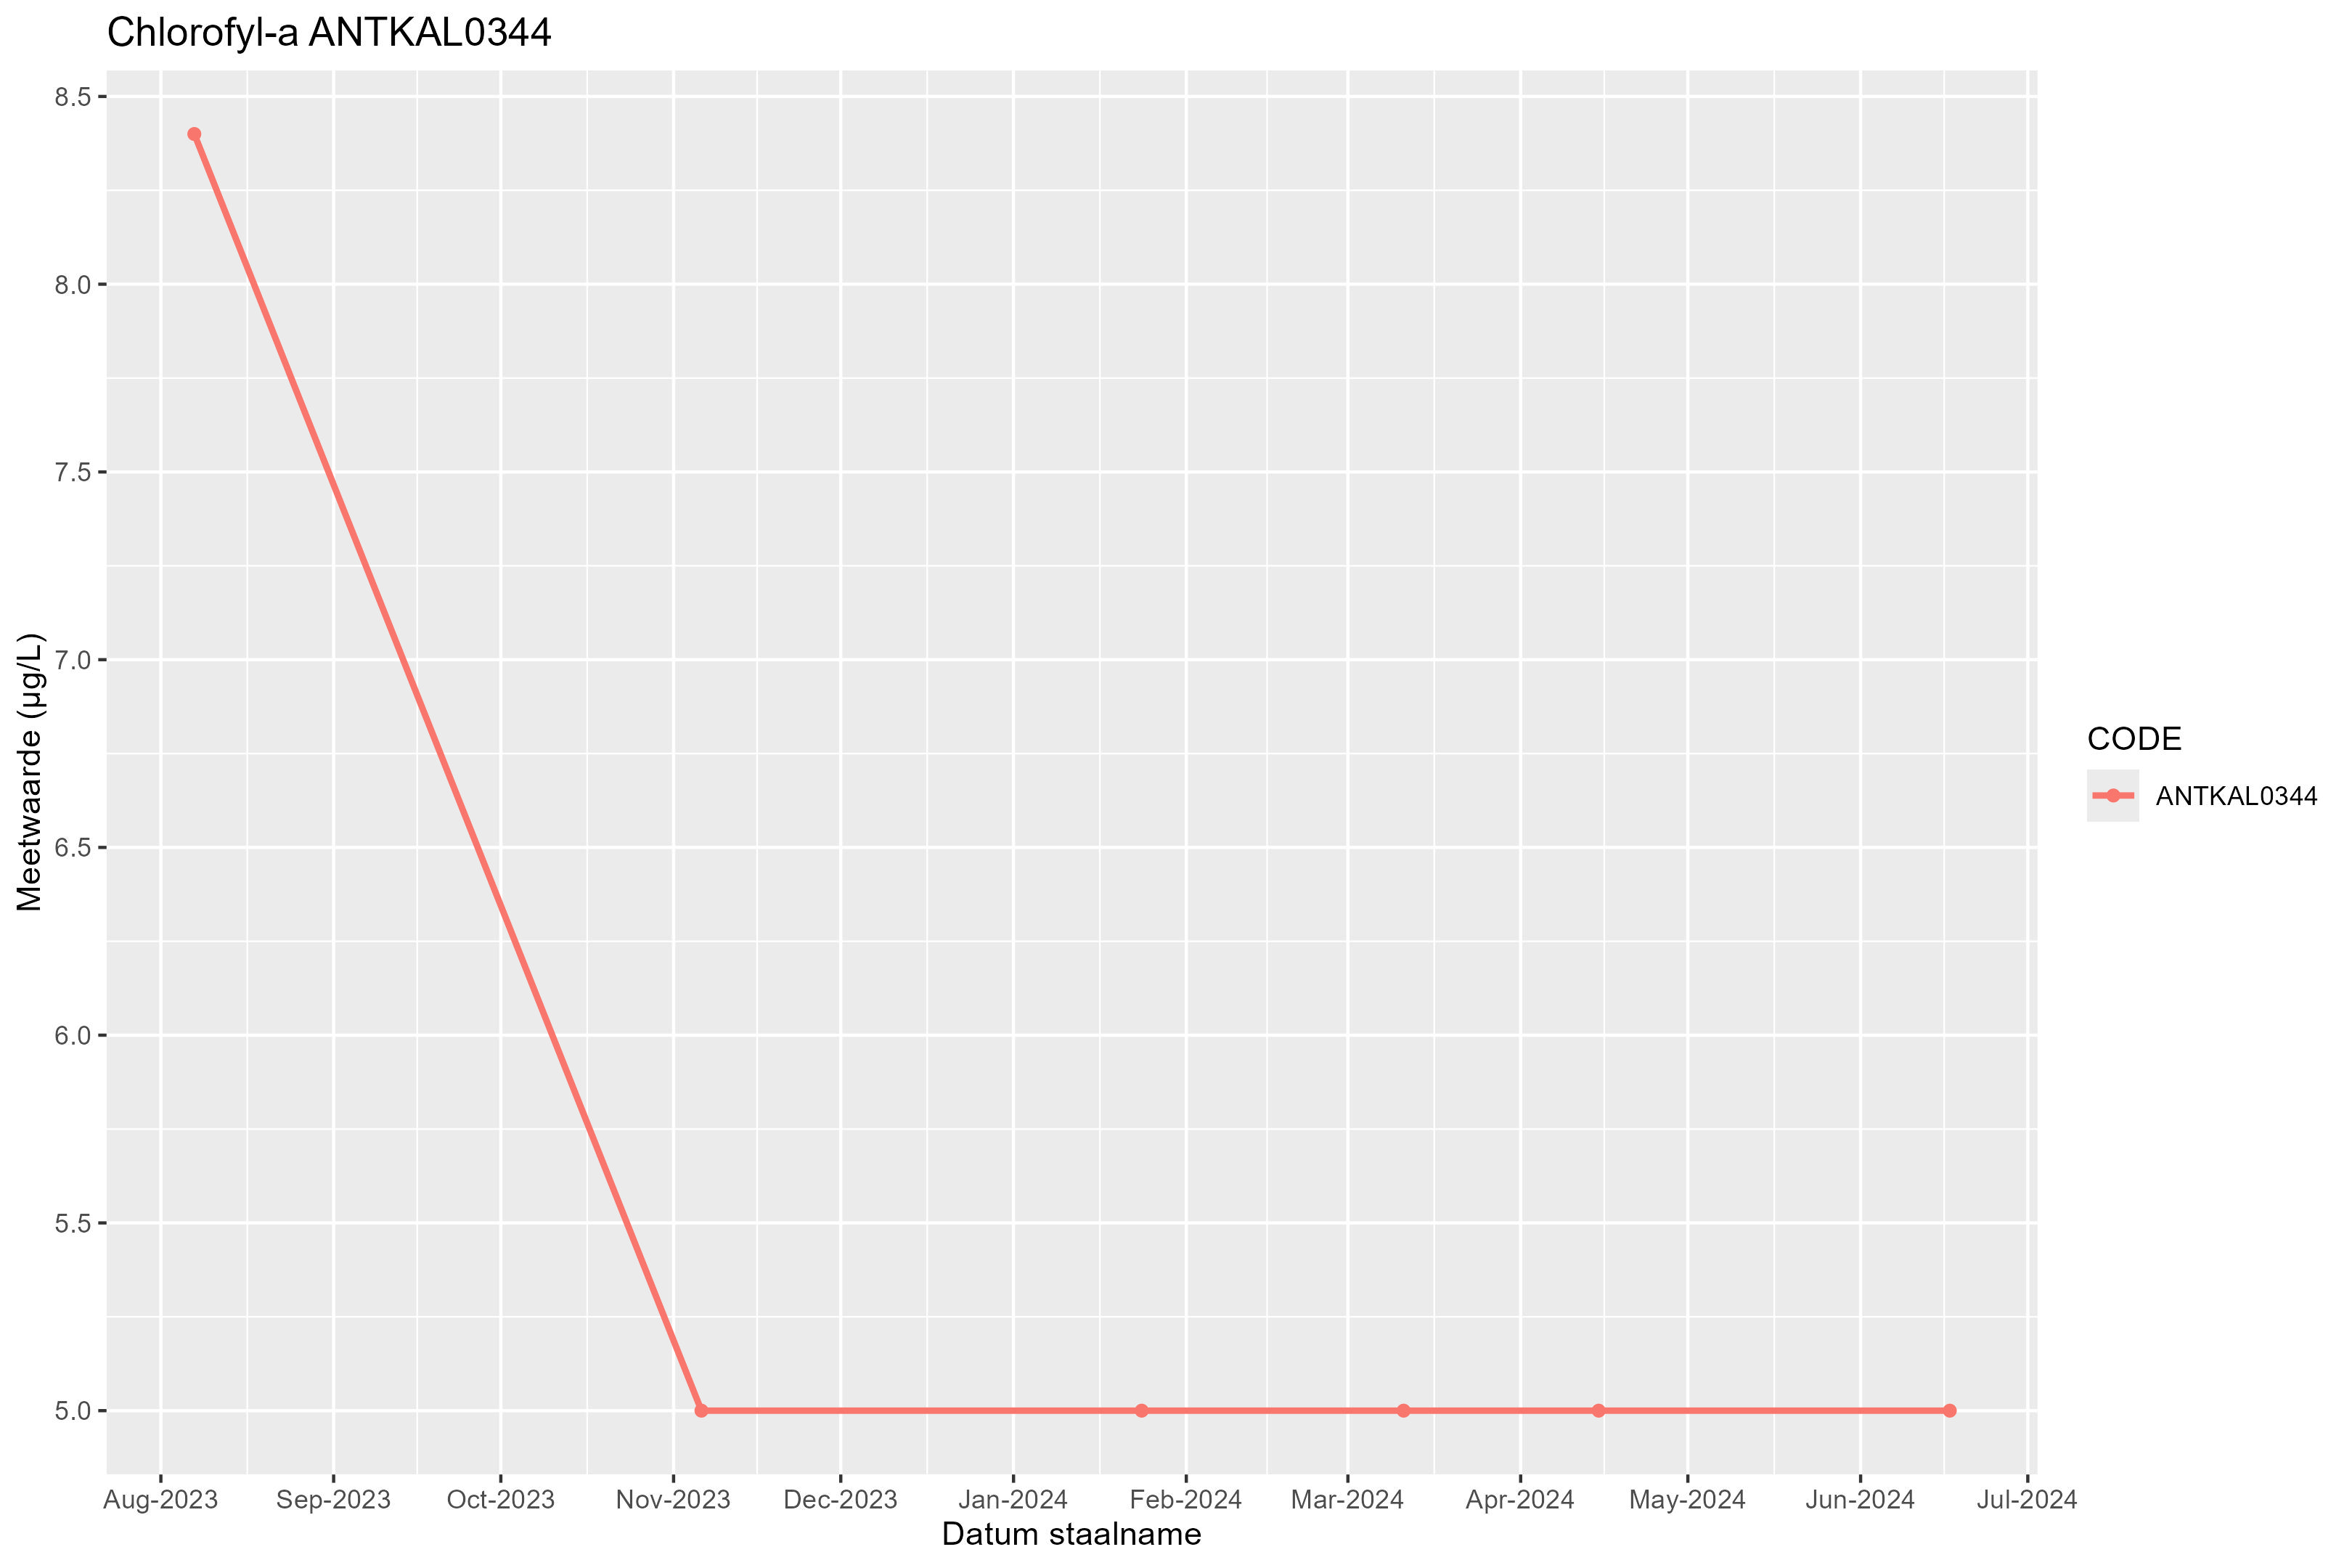 Chlorofyl-a ANTKAL0344
8.5
8.0
7.5
7.0
6.5
6.0
5.5
5.0
Meetwaarde (µg/L)
Aug-2023 Sep-2023 Oct-2023 Nov-2023 Dec-2023 Jan-2024 Feb-2024 Mar-2024 Apr-2024 May-2024 Jun-2024 Jul-2024
Datum staalname
CODE
ANTKAL0344